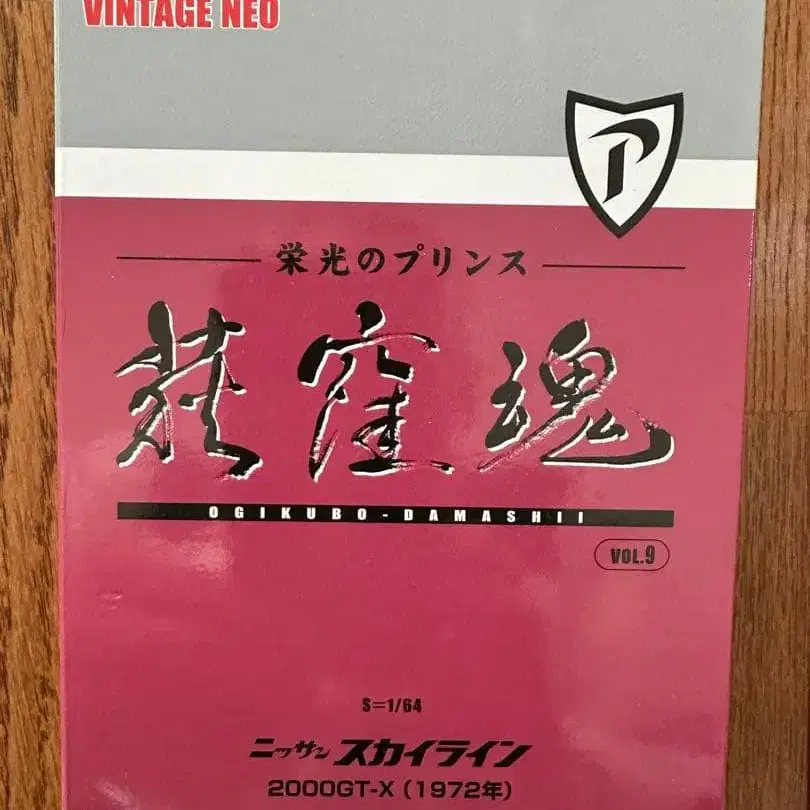 VINTAGE NEO
P
栄光のプリンス
荻窪魂
OGIKUBO-DAMASHII
VOL.9
S=1/64
ニッサン スカイライン
2000GT-X（1972年）